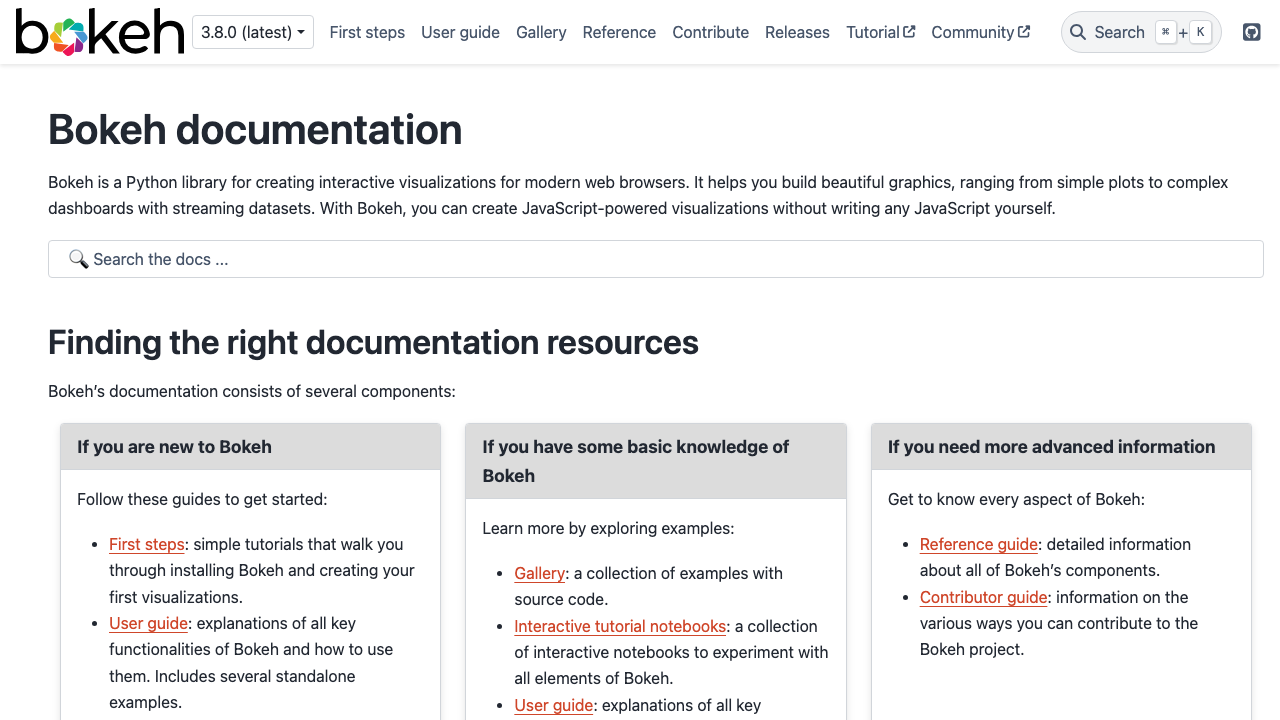 bokeh 3.8.0 (latest) First steps User guide Gallery Reference Contribute Releases Tutorial Community Search ⌘+K
Bokeh documentation
Bokeh is a Python library for creating interactive visualizations for modern web browsers. It helps you build beautiful graphics, ranging from simple plots to complex
dashboards with streaming datasets. With Bokeh, you can create JavaScript-powered visualizations without writing any JavaScript yourself.
🔍 Search the docs ...
Finding the right documentation resources
Bokeh’s documentation consists of several components:
If you are new to Bokeh
Follow these guides to get started:
• First steps: simple tutorials that walk you
through installing Bokeh and creating your
first visualizations.
• User guide: explanations of all key
functionalities of Bokeh and how to use
them. Includes several standalone
examples.
If you have some basic knowledge of
Bokeh
Learn more by exploring examples:
• Gallery: a collection of examples with
source code.
• Interactive tutorial notebooks: a collection
of interactive notebooks to experiment with
all elements of Bokeh.
• User guide: explanations of all key
If you need more advanced information
Get to know every aspect of Bokeh:
• Reference guide: detailed information
about all of Bokeh’s components.
• Contributor guide: information on the
various ways you can contribute to the
Bokeh project.